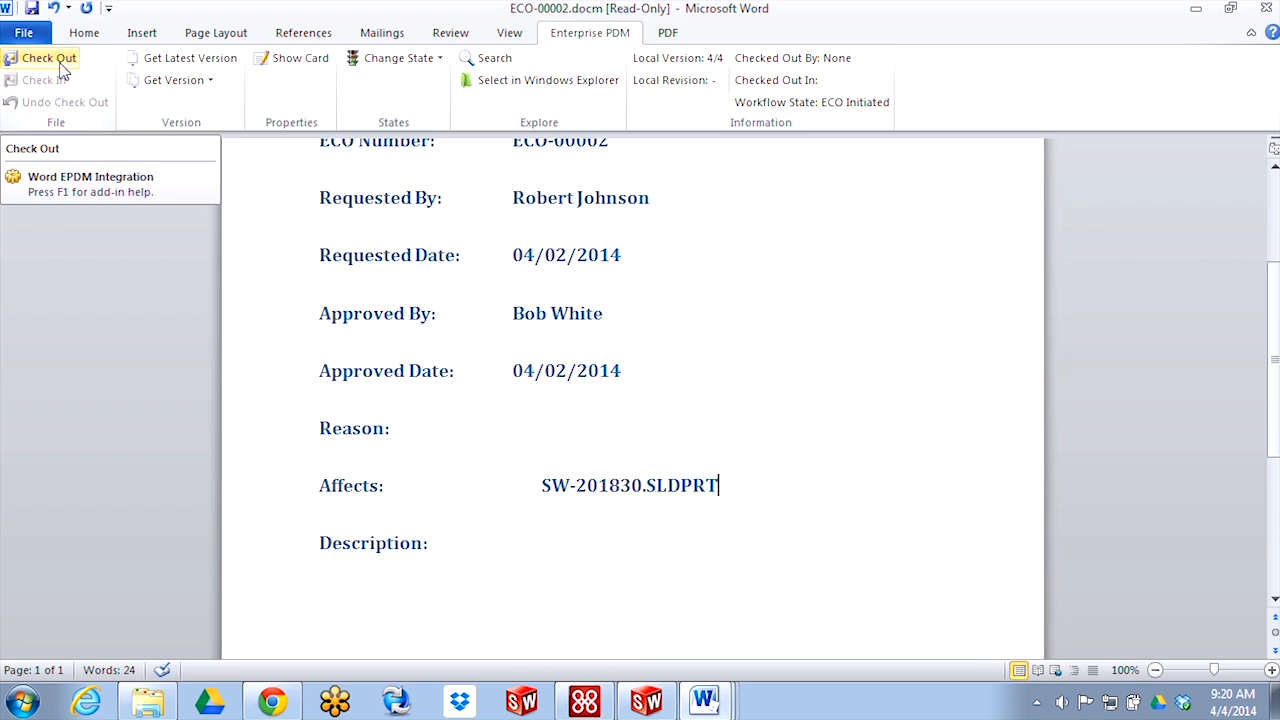 ECO-00002.docm [Read-Only] - Microsoft Word
File Home Insert Page Layout References Mailings Review View Enterprise PDM PDF
Check Out Get Latest Version Show Card Change State Search Local Version: 4/4 Checked Out By: None
Check In Get Version Select in Windows Explorer Local Revision: - Checked Out In:
Undo Check Out Workflow State: ECO Initiated
File Version Properties States Explore Information
Check Out
Word EPDM Integration
Press F1 for add-in help.
ECO Number: ECO-00002
Requested By: Robert Johnson
Requested Date: 04/02/2014
Approved By: Bob White
Approved Date: 04/02/2014
Reason:
Affects: SW-201830.SLDPRT
Description:
Page: 1 of 1 Words: 24 100%
SW SW W
9:20 AM
4/4/2014